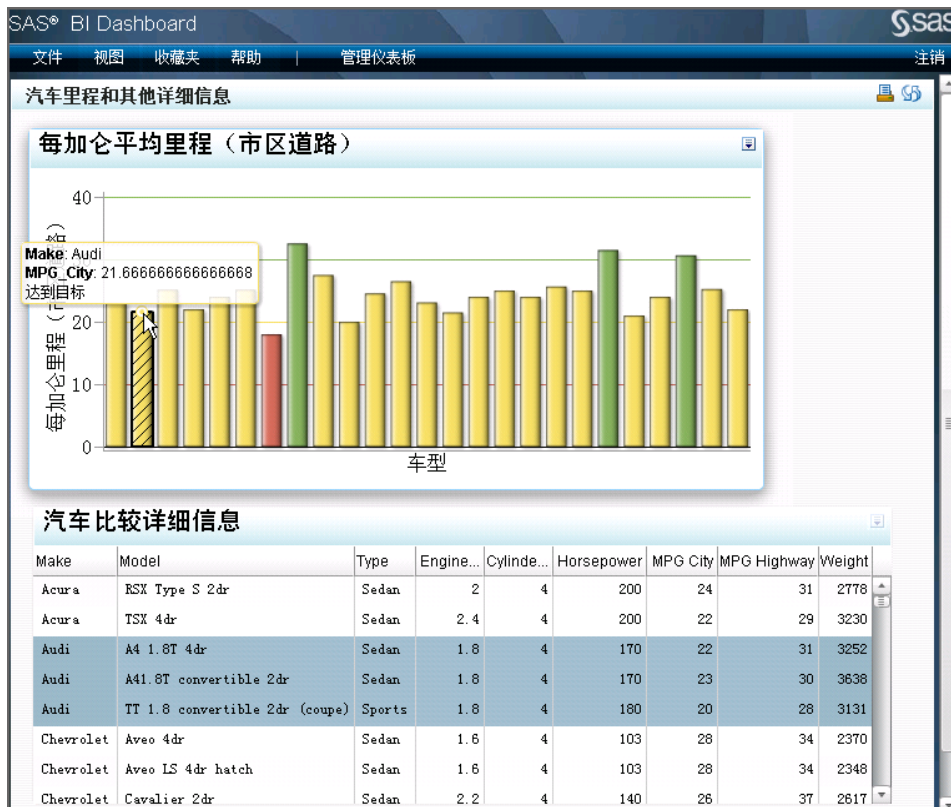 SAS® BI Dashboard
sas
文件 视图 收藏夹 帮助 | 管理仪表板 注销
汽车里程和其他详细信息
每加仑平均里程（市区道路）
40
Make: Audi
MPG_City: 21.666666666666668
达到目标
20
10
0
每加仑里程（市
车型
汽车比较详细信息
Make Model Type Engine... Cylinde... Horsepower MPG City MPG Highway Weight
Acura RSX Type S 2dr Sedan 2 4 200 24 31 2778
Acura TSX 4dr Sedan 2.4 4 200 22 29 3230
Audi A4 1.8T 4dr Sedan 1.8 4 170 22 31 3252
Audi A41.8T convertible 2dr Sedan 1.8 4 170 23 30 3638
Audi TT 1.8 convertible 2dr (coupe) Sports 1.8 4 180 20 28 3131
Chevrolet Aveo 4dr Sedan 1.6 4 103 28 34 2370
Chevrolet Aveo LS 4dr hatch Sedan 1.6 4 103 28 34 2348
Chevrolet Cavalier 2dr Sedan 2.2 4 140 26 37 2617